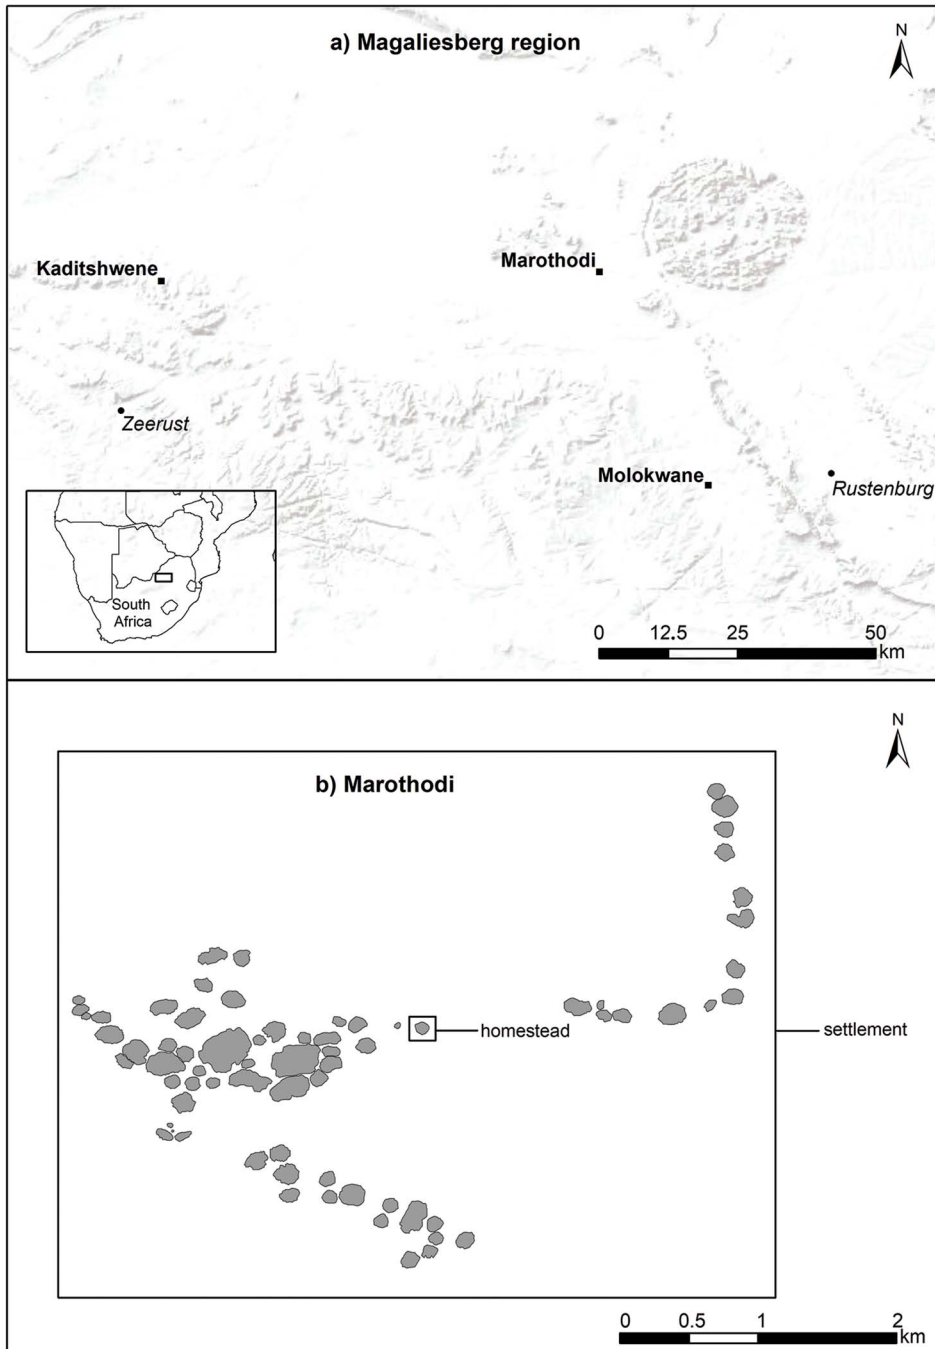 a) Magaliesberg region
N
Kaditshwene
Marothodi
Zeerust
Molokwane
Rustenburg
South
Africa
0 12.5 25 50
km
N
b) Marothodi
homestead
settlement
0 0.5 1 2
km